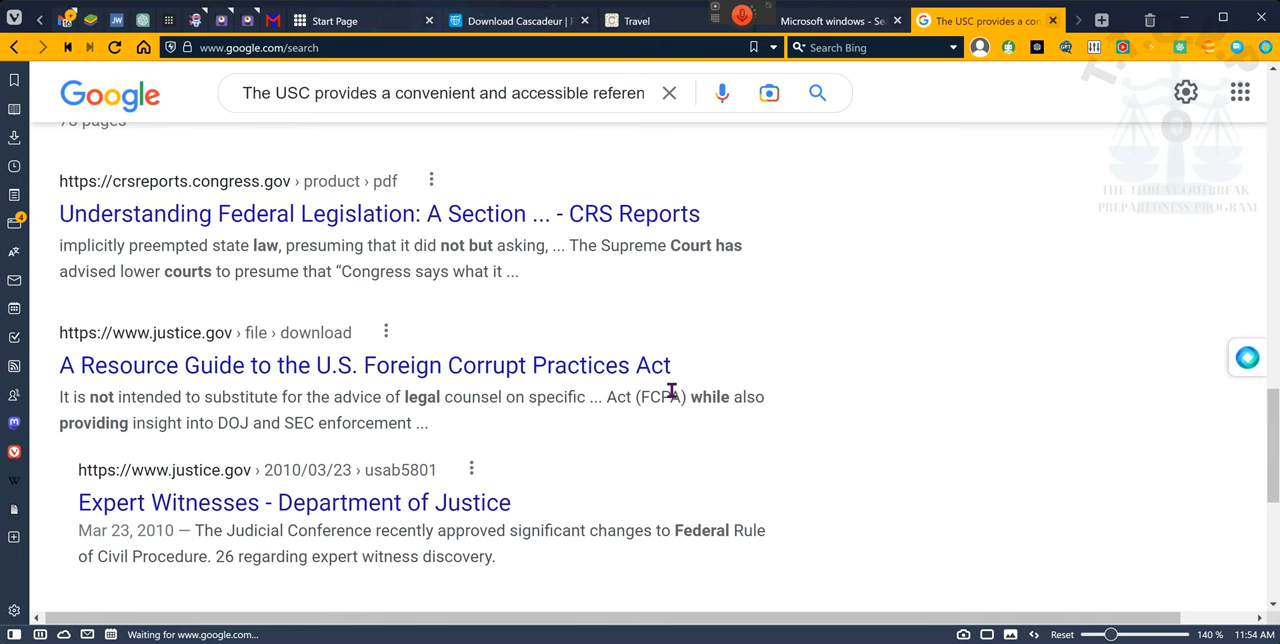 Start Page
Download Cascadeur | F
Travel
Microsoft windows - Se
The USC provides a con
www.google.com/search
Search Bing
Google
The USC provides a convenient and accessible referen
T.T.O.P.P
THE THREAT OUTBREAK
PREPAREDNESS PROGRAM
78 pages
https://crsreports.congress.gov › product › pdf
Understanding Federal Legislation: A Section ... - CRS Reports
implicitly preempted state law, presuming that it did not but asking, ... The Supreme Court has
advised lower courts to presume that “Congress says what it ...
https://www.justice.gov › file › download
A Resource Guide to the U.S. Foreign Corrupt Practices Act
It is not intended to substitute for the advice of legal counsel on specific ... Act (FCPA) while also
providing insight into DOJ and SEC enforcement ...
https://www.justice.gov › 2010/03/23 › usab5801
Expert Witnesses - Department of Justice
Mar 23, 2010 — The Judicial Conference recently approved significant changes to Federal Rule
of Civil Procedure. 26 regarding expert witness discovery.
Waiting for www.google.com...
Reset
140 %
11:54 AM